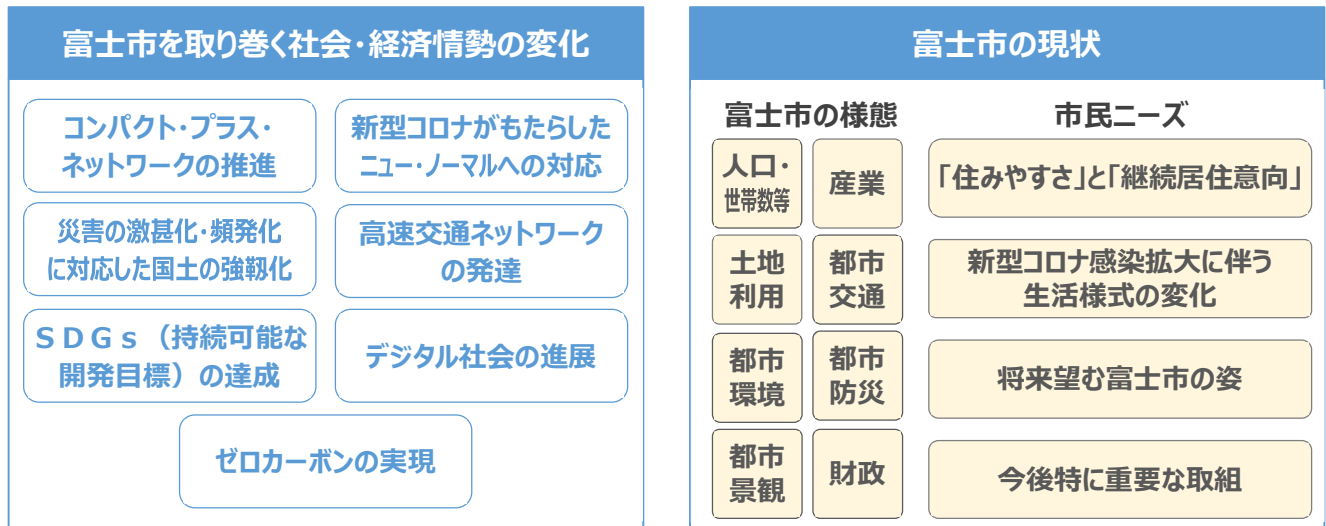 富士市を取り巻く社会・経済情勢の変化
コンパクト・プラス・
ネットワークの推進
新型コロナがもたらした
ニュー・ノーマルへの対応
災害の激甚化・頻発化
に対応した国土の強靱化
高速交通ネットワーク
の発達
ＳＤＧｓ（持続可能な
開発目標）の達成
デジタル社会の進展
ゼロカーボンの実現
富士市の現状
富士市の様態
人口・
世帯数等
産業
土地
利用
都市
交通
都市
環境
都市
防災
都市
景観
財政
市民ニーズ
「住みやすさ」と「継続居住意向」
新型コロナ感染拡大に伴う
生活様式の変化
将来望む富士市の姿
今後特に重要な取組